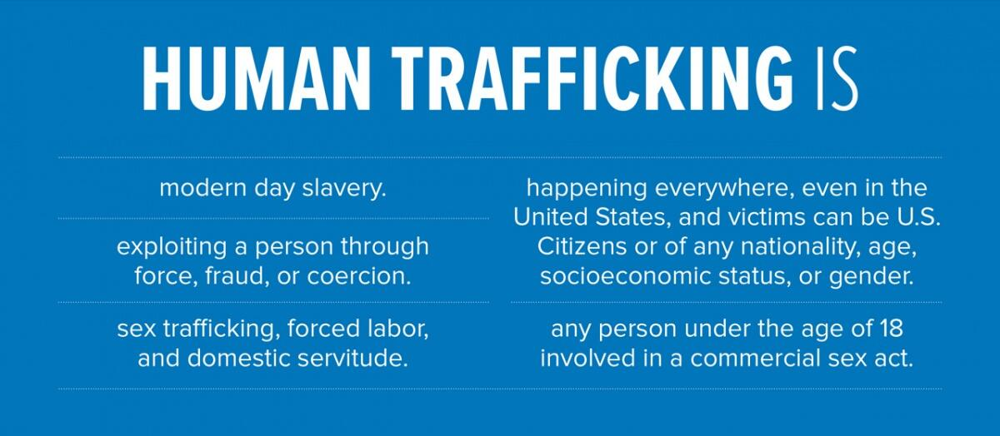 HUMAN TRAFFICKING IS
modern day slavery.
exploiting a person through
force, fraud, or coercion.
sex trafficking, forced labor,
and domestic servitude.
happening everywhere, even in the
United States, and victims can be U.S.
Citizens or of any nationality, age,
socioeconomic status, or gender.
any person under the age of 18
involved in a commercial sex act.